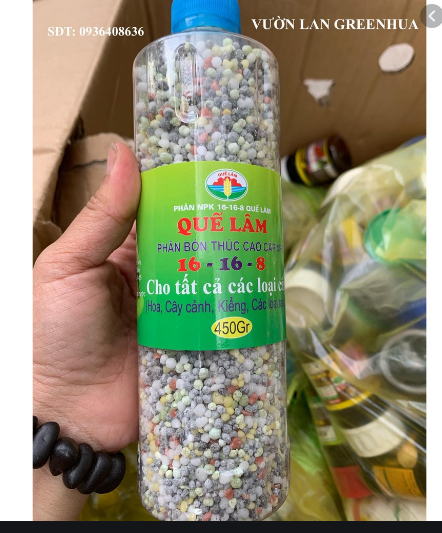 VƯỜN LAN GREENHUA
SDT: 0936408636
QUẾ LÂM
PHÂN NPK 16-16-8 QUẾ LÂM
QUẾ LÂM
PHÂN BÓN THÚC CAO CẤP
16 - 16 - 8
Cho tất cả các loại
Hoa, Cây cảnh, Kiểng, Các loại
450Gr